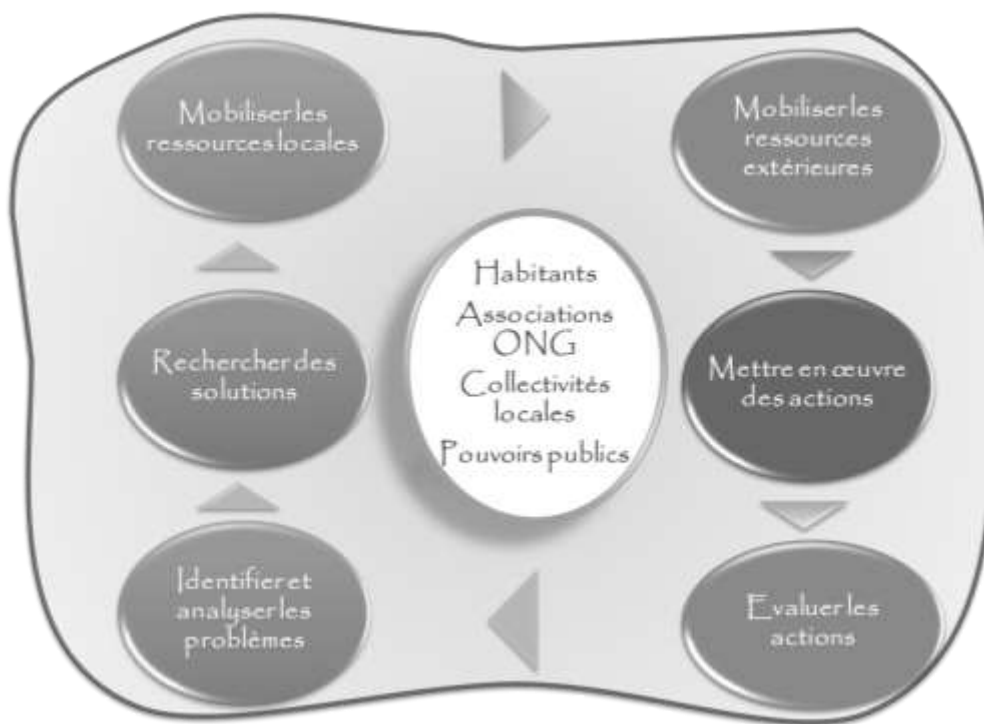 Mobiliser les
ressources locales
Mobiliser les
ressources
extérieures
Habitants
Associations
ONG
Collectivités
locales
Pouvoirs publics
Rechercher des
solutions
Mettre en œuvre
des actions
Identifier et
analyser les
problèmes
Evaluer les
actions